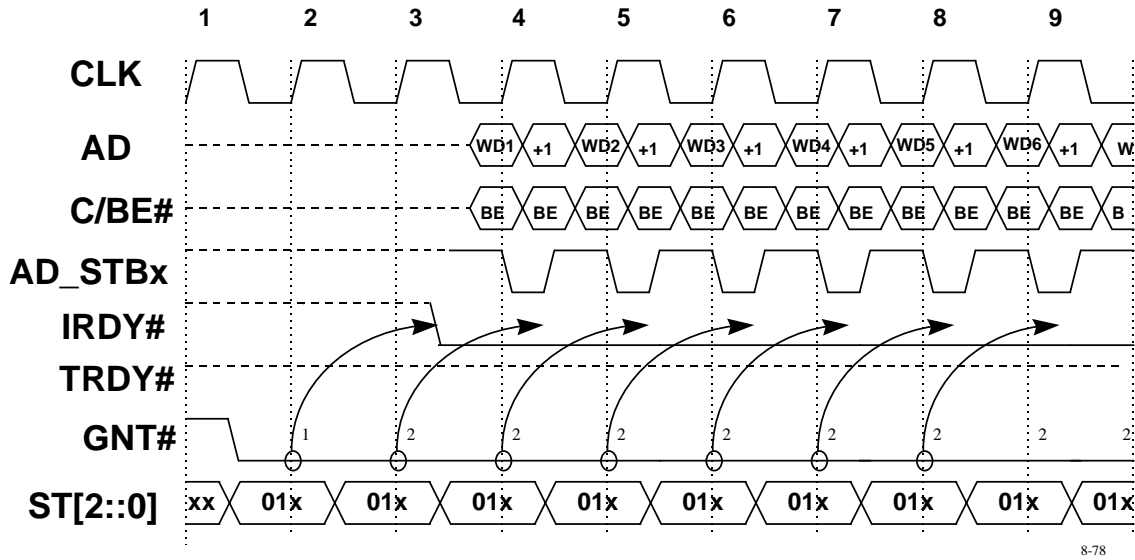 1 2 3 4 5 6 7 8 9
CLK
AD WD1 +1 WD2 +1 WD3 +1 WD4 +1 WD5 +1 WD6 +1 W
C/BE# BE BE BE BE BE BE BE BE BE BE BE BE B
AD_STBx
IRDY#
TRDY#
GNT# 1 2 2 2 2 2 2 2 2
ST[2::0] xx 01x 01x 01x 01x 01x 01x 01x 01x 01x
8-78